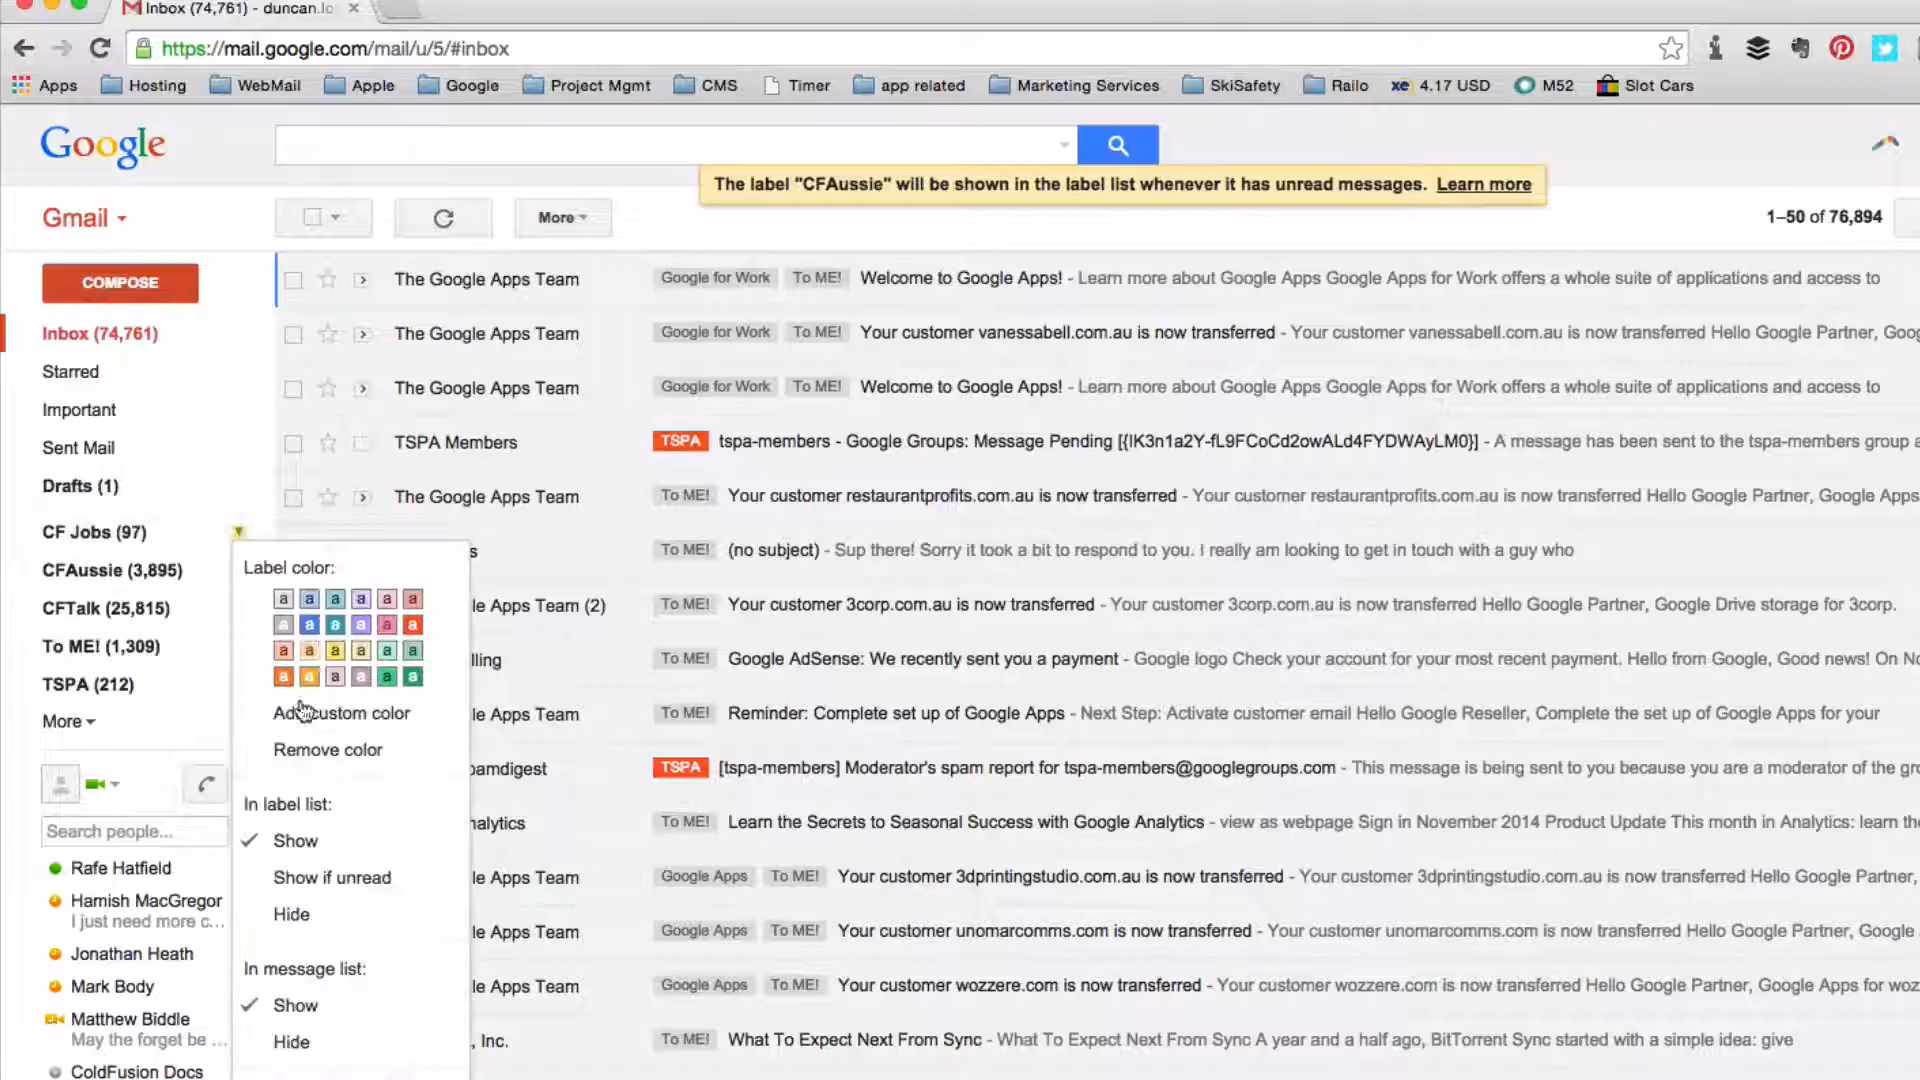 Inbox (74,761) - duncan.lo
https://mail.google.com/mail/u/5/#inbox
Apps Hosting WebMail Apple Google Project Mgmt CMS Timer app related Marketing Services SkiSafety Railo xe 4.17 USD M52 Slot Cars
Google
The label "CFAussie" will be shown in the label list whenever it has unread messages. Learn more
Gmail
More
1–50 of 76,894
COMPOSE
Inbox (74,761)
Starred
Important
Sent Mail
Drafts (1)
CF Jobs (97)
CFAussie (3,895)
CFTalk (25,815)
To ME! (1,309)
TSPA (212)
More
Search people...
Rafe Hatfield
Hamish MacGregor
I just need more c...
Jonathan Heath
Mark Body
Matthew Biddle
May the forget be ...
ColdFusion Docs
Label color:
a a a a a a
a a a a a a
a a a a a a
a a a a a a
Add custom color
Remove color
In label list:
Show
Show if unread
Hide
In message list:
Show
Hide
The Google Apps Team Google for Work To ME! Welcome to Google Apps! - Learn more about Google Apps Google Apps for Work offers a whole suite of applications and access to
The Google Apps Team Google for Work To ME! Your customer vanessabell.com.au is now transferred - Your customer vanessabell.com.au is now transferred Hello Google Partner, Goog
The Google Apps Team Google for Work To ME! Welcome to Google Apps! - Learn more about Google Apps Google Apps for Work offers a whole suite of applications and access to
TSPA Members TSPA tspa-members - Google Groups: Message Pending [{IK3n1a2Y-fL9FCoCd2owALd4FYDWAyLM0}] - A message has been sent to the tspa-members group a
The Google Apps Team To ME! Your customer restaurantprofits.com.au is now transferred - Your customer restaurantprofits.com.au is now transferred Hello Google Partner, Google Apps
s To ME! (no subject) - Sup there! Sorry it took a bit to respond to you. I really am looking to get in touch with a guy who
le Apps Team (2) To ME! Your customer 3corp.com.au is now transferred - Your customer 3corp.com.au is now transferred Hello Google Partner, Google Drive storage for 3corp.
lling To ME! Google AdSense: We recently sent you a payment - Google logo Check your account for your most recent payment. Hello from Google, Good news! On No
le Apps Team To ME! Reminder: Complete set up of Google Apps - Next Step: Activate customer email Hello Google Reseller, Complete the set up of Google Apps for your
pamdigest TSPA [tspa-members] Moderator's spam report for tspa-members@googlegroups.com - This message is being sent to you because you are a moderator of the gro
nalytics To ME! Learn the Secrets to Seasonal Success with Google Analytics - view as webpage Sign in November 2014 Product Update This month in Analytics: learn the
le Apps Team Google Apps To ME! Your customer 3dprintingstudio.com.au is now transferred - Your customer 3dprintingstudio.com.au is now transferred Hello Google Partner,
le Apps Team Google Apps To ME! Your customer unomarcomms.com is now transferred - Your customer unomarcomms.com is now transferred Hello Google Partner, Google
le Apps Team Google Apps To ME! Your customer wozzere.com is now transferred - Your customer wozzere.com is now transferred Hello Google Partner, Google Apps for woz
, Inc. To ME! What To Expect Next From Sync - What To Expect Next From Sync A year and a half ago, BitTorrent Sync started with a simple idea: give